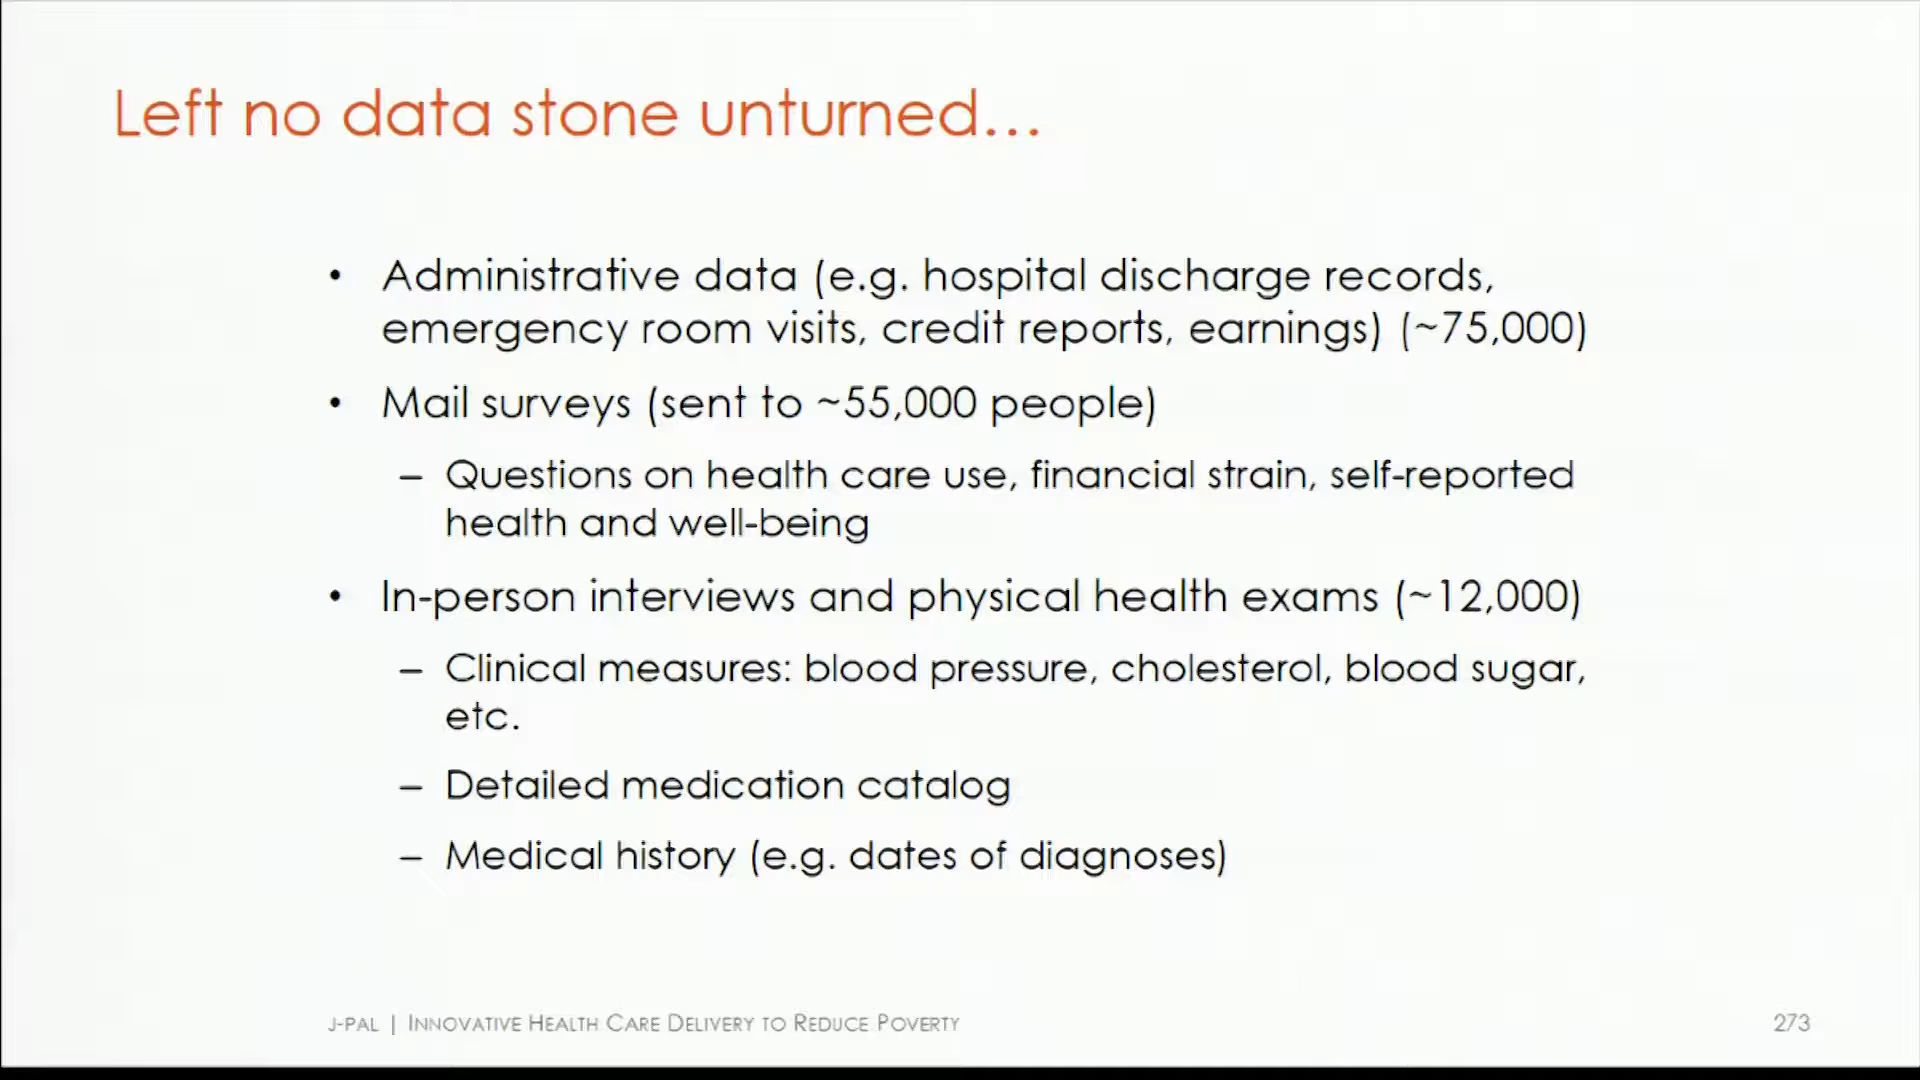 Left no data stone unturned...
• Administrative data (e.g. hospital discharge records,
emergency room visits, credit reports, earnings) (~75,000)
• Mail surveys (sent to ~55,000 people)
– Questions on health care use, financial strain, self-reported
health and well-being
• In-person interviews and physical health exams (~12,000)
– Clinical measures: blood pressure, cholesterol, blood sugar,
etc.
– Detailed medication catalog
– Medical history (e.g. dates of diagnoses)
J-PAL | INNOVATIVE HEALTH CARE DELIVERY TO REDUCE POVERTY
273